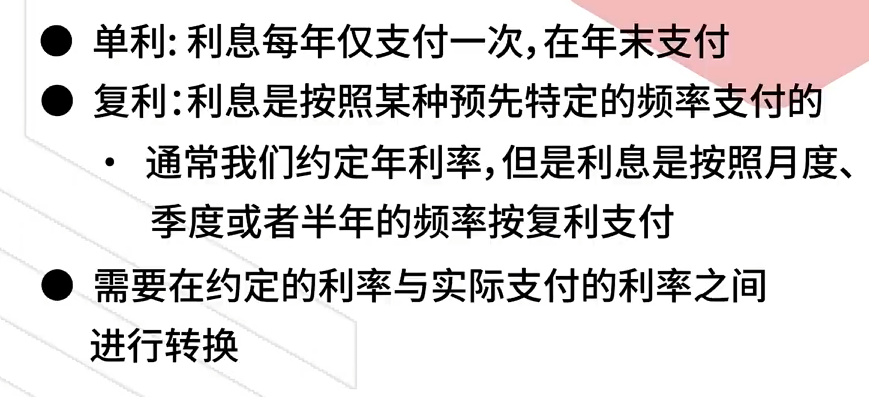 ● 单利: 利息每年仅支付一次,在年末支付
● 复利:利息是按照某种预先特定的频率支付的
• 通常我们约定年利率,但是利息是按照月度、
季度或者半年的频率按复利支付
● 需要在约定的利率与实际支付的利率之间
进行转换